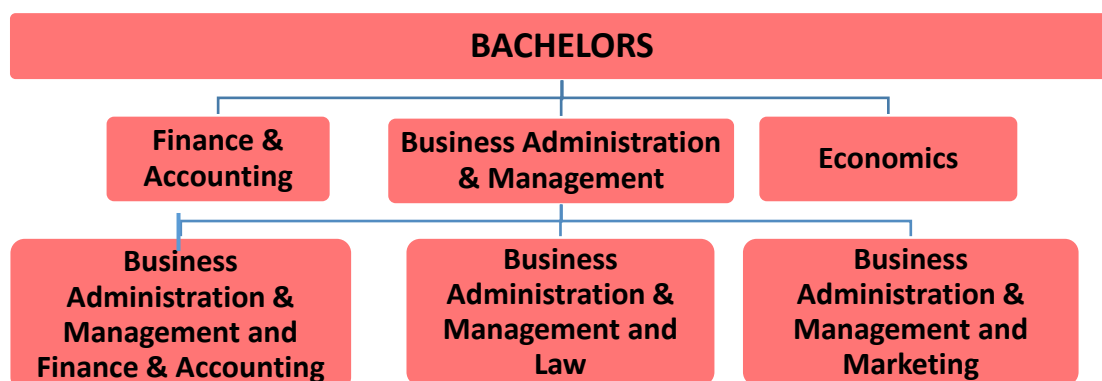 BACHELORS
Finance &
Accounting
Business Administration
& Management
Economics
Business
Administration &
Management and
Finance & Accounting
Business
Administration &
Management and
Law
Business
Administration &
Management and
Marketing